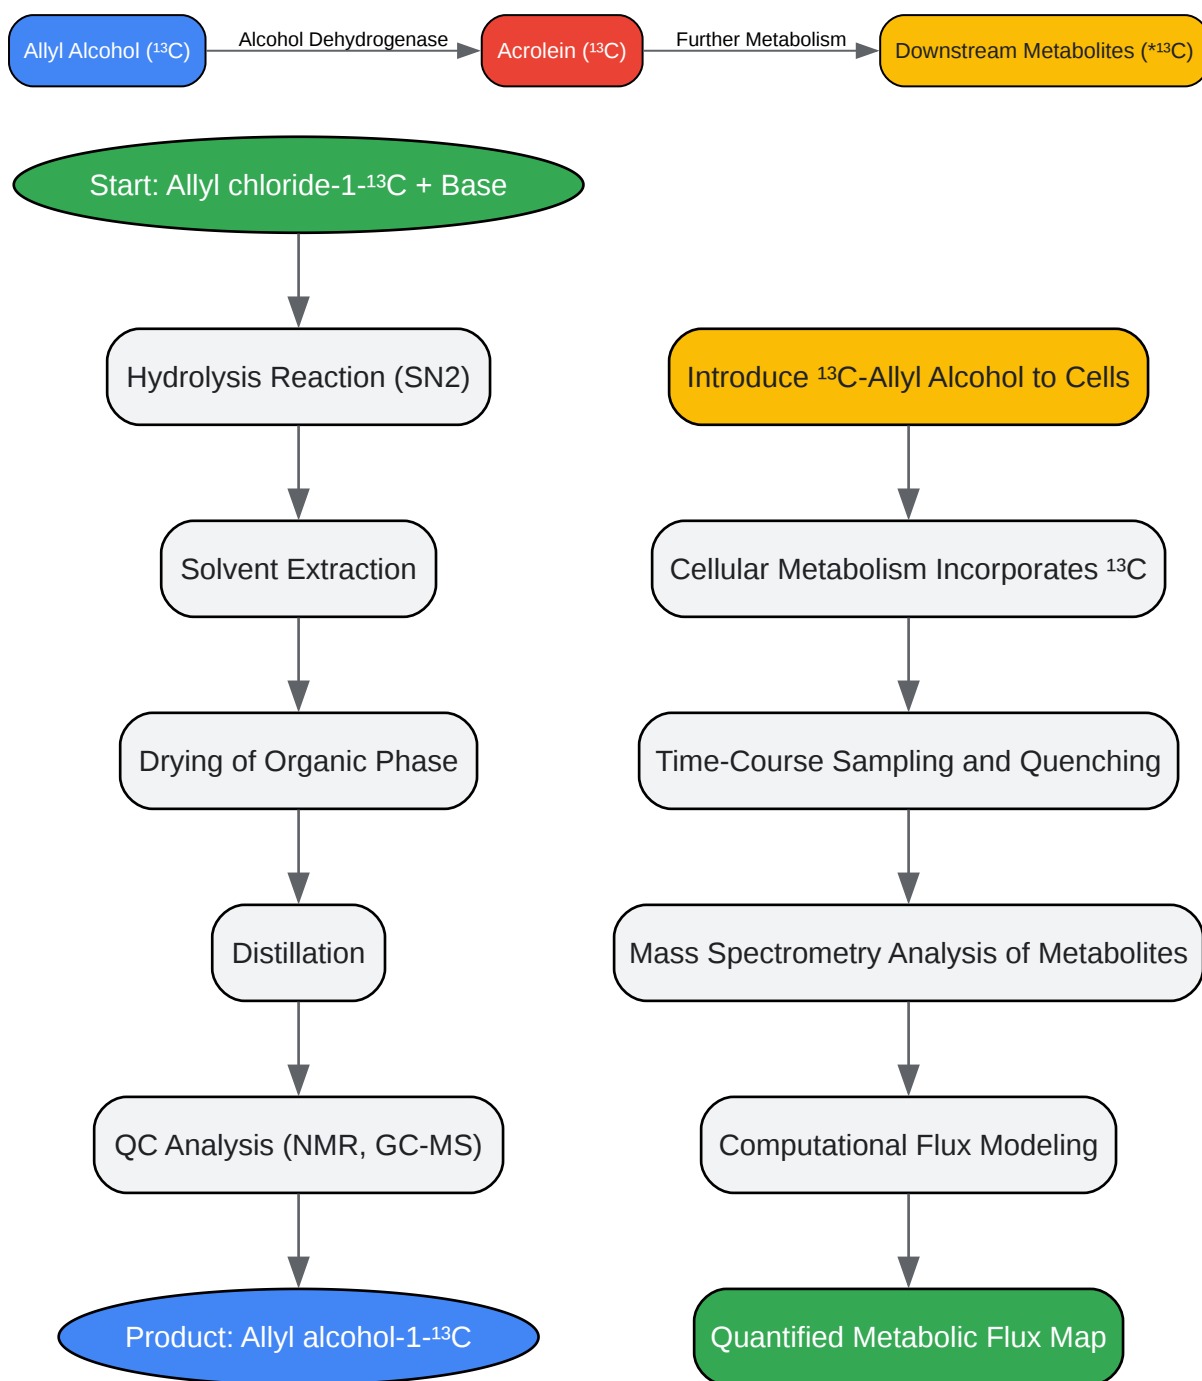 Allyl Alcohol (¹³C)
Alcohol Dehydrogenase
Acrolein (¹³C)
Further Metabolism
Downstream Metabolites (*¹³C)
Start: Allyl chloride-1-¹³C + Base
Hydrolysis Reaction (SN2)
Solvent Extraction
Drying of Organic Phase
Distillation
QC Analysis (NMR, GC-MS)
Product: Allyl alcohol-1-¹³C
Introduce ¹³C-Allyl Alcohol to Cells
Cellular Metabolism Incorporates ¹³C
Time-Course Sampling and Quenching
Mass Spectrometry Analysis of Metabolites
Computational Flux Modeling
Quantified Metabolic Flux Map